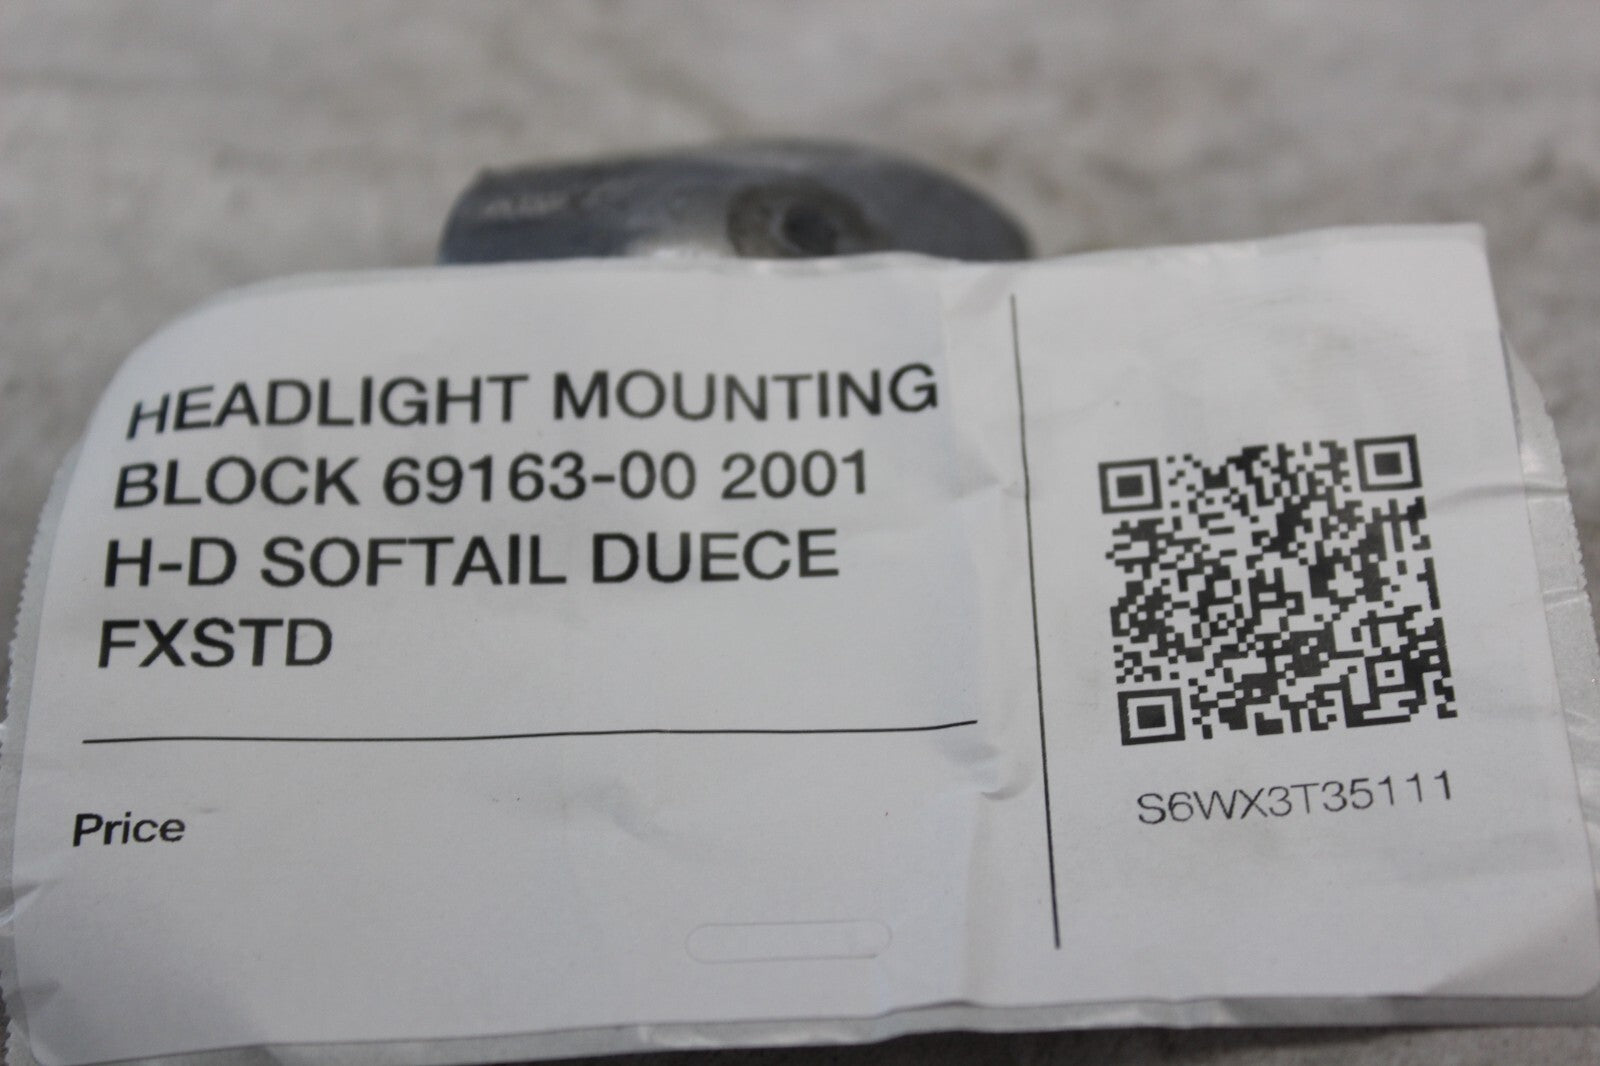 HEADLIGHT MOUNTING
BLOCK 69163-00 2001
H-D SOFTAIL DUECE
FXSTD
Price
S6WX3T35111